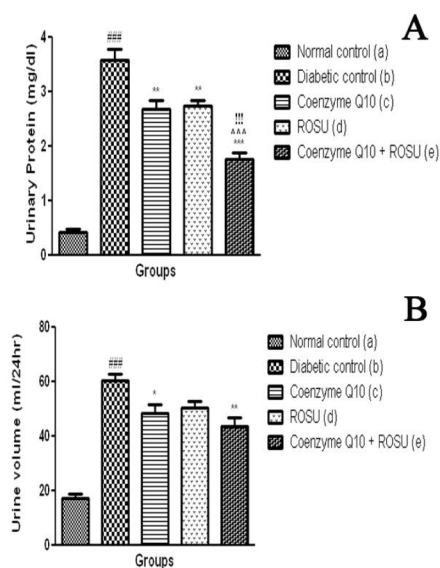 A
Urinary Protein (mg/dl)
4
3
2
1
0
###
**
**
!!!
^^^
***
Groups
Normal control (a)
Diabetic control (b)
Coenzyme Q10 (c)
ROSU (d)
Coenzyme Q10 + ROSU (e)
B
Urine volume (ml/24hr)
80
60
40
20
0
###
*
**
Groups
Normal control (a)
Diabetic control (b)
Coenzyme Q10 (c)
ROSU (d)
Coenzyme Q10 + ROSU (e)